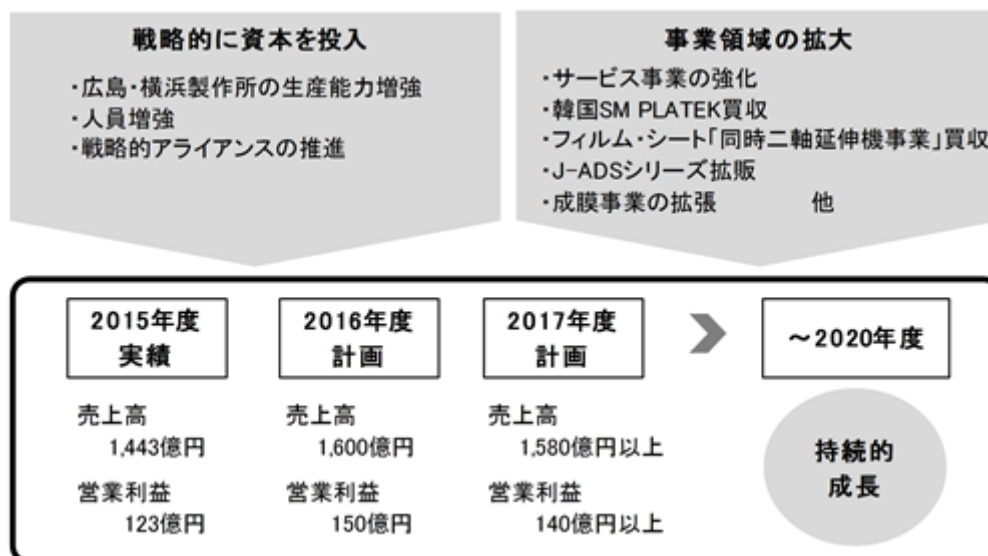 戦略的に資本を投入
・広島・横浜製作所の生産能力増強
・人員増強
・戦略的アライアンスの推進
事業領域の拡大
・サービス事業の強化
・韓国SM PLATEK買収
・フィルム・シート「同時二軸延伸機事業」買収
・J-ADSシリーズ拡販
・成膜事業の拡張　　　他
2015年度
実績
売上高
1,443億円
営業利益
123億円
2016年度
計画
売上高
1,600億円
営業利益
150億円
2017年度
計画
売上高
1,580億円以上
営業利益
140億円以上
～2020年度
持続的
成長